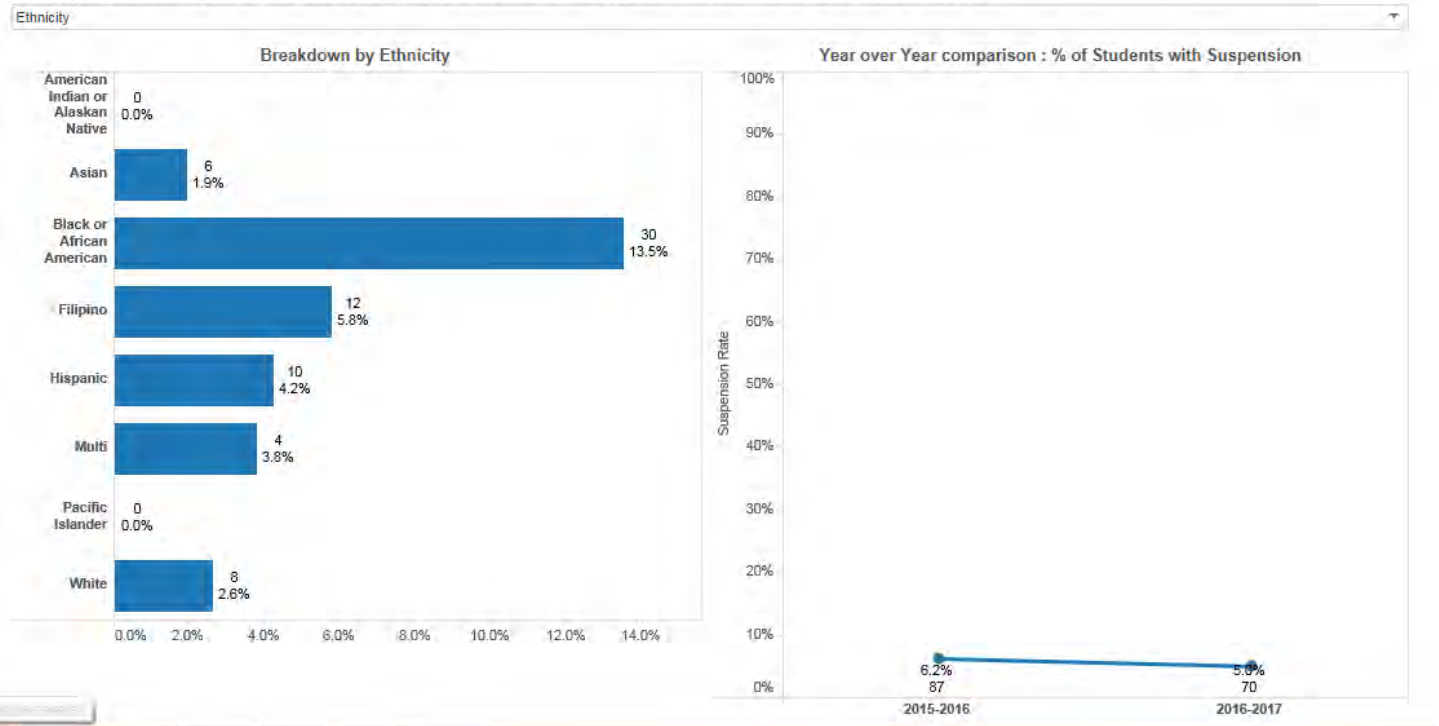 Ethnicity
Breakdown by Ethnicity
American
Indian or
Alaskan
Native
0
0.0%
Asian
6
1.9%
Black or
African
American
30
13.5%
Filipino
12
5.8%
Hispanic
10
4.2%
Multi
4
3.8%
Pacific
Islander
0
0.0%
White
8
2.6%
0.0% 2.0% 4.0% 6.0% 8.0% 10.0% 12.0% 14.0%
Year over Year comparison : % of Students with Suspension
Suspension Rate
100%
90%
80%
70%
60%
50%
40%
30%
20%
10%
0%
6.2%
87
5.0%
70
2015-2016 2016-2017